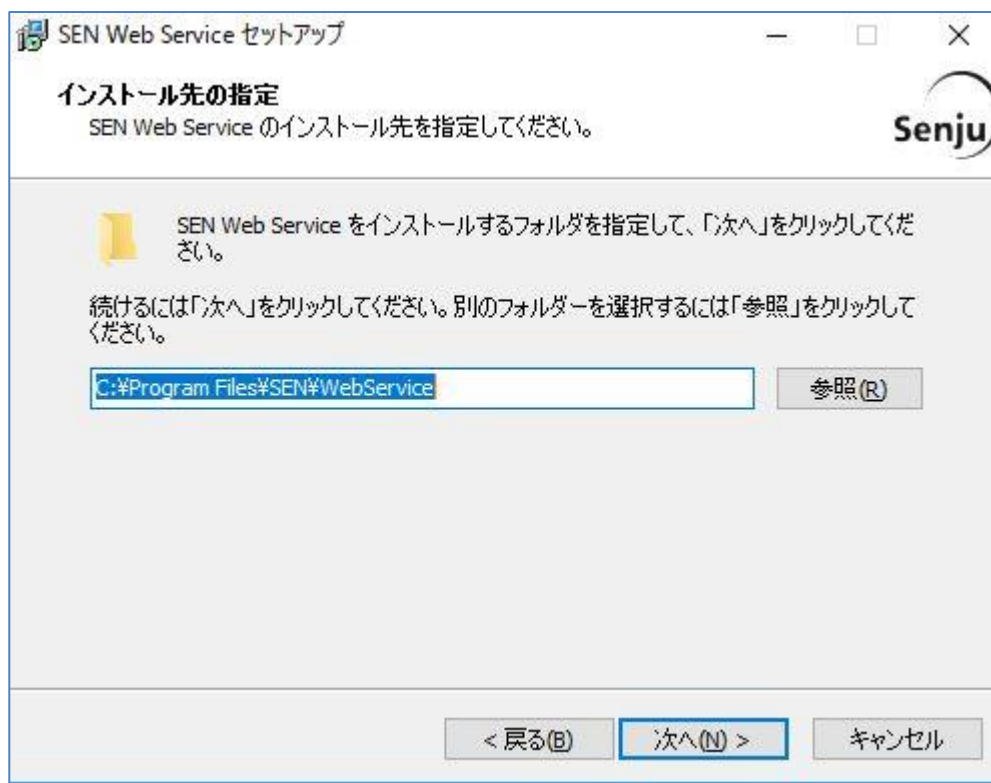 SEN Web Service セットアップ
インストール先の指定
SEN Web Service のインストール先を指定してください。
Senju
SEN Web Service をインストールするフォルダを指定して、「次へ」をクリックしてくだ
さい。
続けるには「次へ」をクリックしてください。別のフォルダーを選択するには「参照」をクリックして
ください。
C:¥Program Files¥SEN¥WebService
参照(R)
< 戻る(B)
次へ(N) >
キャンセル